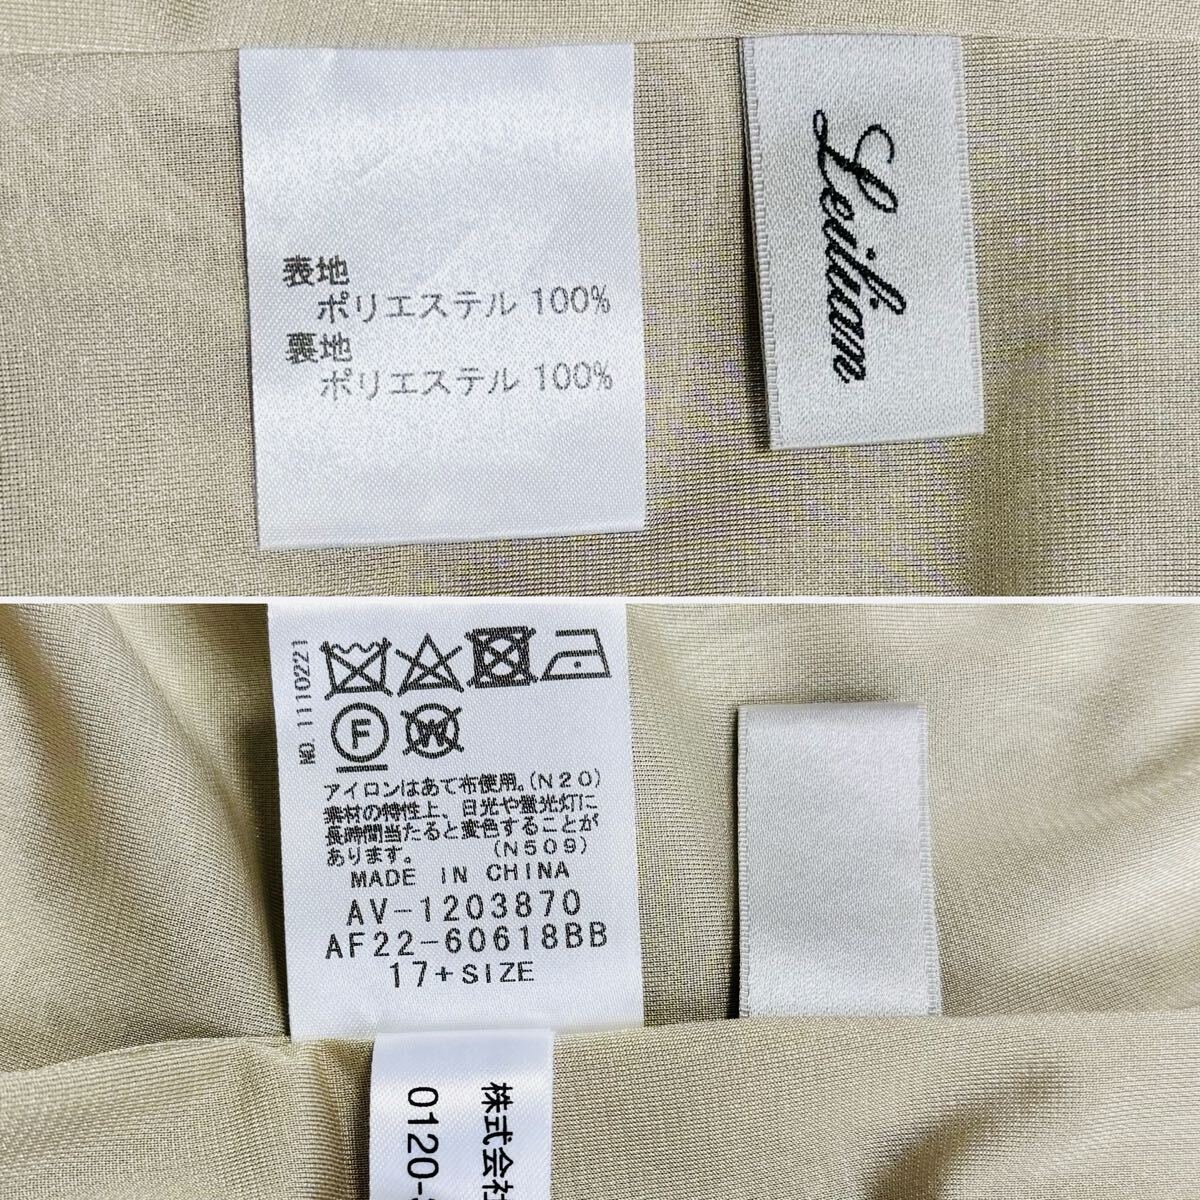 表地
ポリエステル 100%
裏地
ポリエステル 100%
Leilian
NO. 1110221
F
W
アイロンはあて布使用。(N20)
素材の特性上、日光や蛍光灯に
長時間当たると変色することが
あります。 (N509)
MADE IN CHINA
AV-1203870
AF22-60618BB
17+SIZE
株式会社
0120-